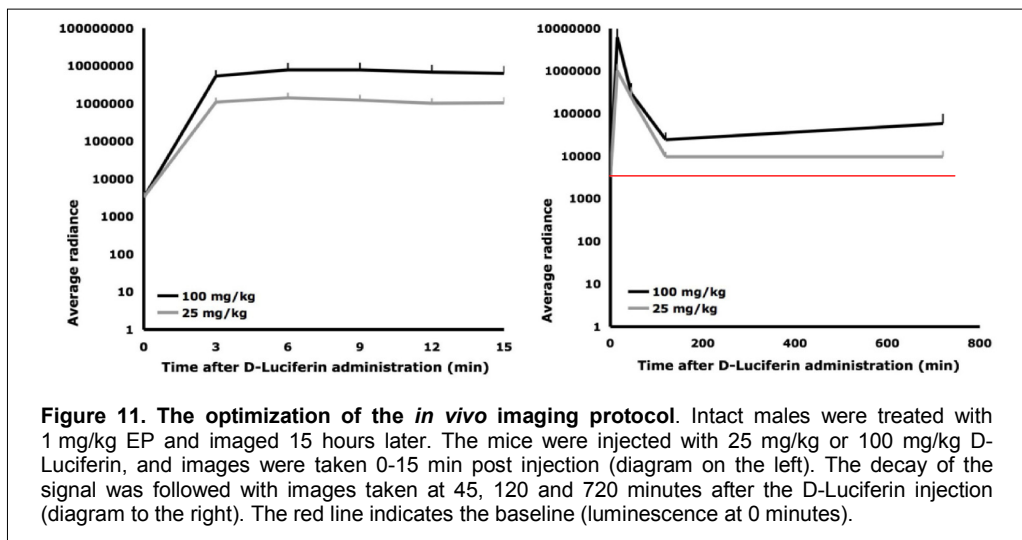 100000000
10000000
1000000
100000
10000
1000
100
10
1
Average radiance
100 mg/kg
25 mg/kg
0 3 6 9 12 15
Time after D-Luciferin administration (min)
10000000
1000000
100000
10000
1000
100
10
1
Average radiance
100 mg/kg
25 mg/kg
0 200 400 600 800
Time after D-Luciferin administration (min)
Figure 11. The optimization of the in vivo imaging protocol. Intact males were treated with
1 mg/kg EP and imaged 15 hours later. The mice were injected with 25 mg/kg or 100 mg/kg D-
Luciferin, and images were taken 0-15 min post injection (diagram on the left). The decay of the
signal was followed with images taken at 45, 120 and 720 minutes after the D-Luciferin injection
(diagram to the right). The red line indicates the baseline (luminescence at 0 minutes).